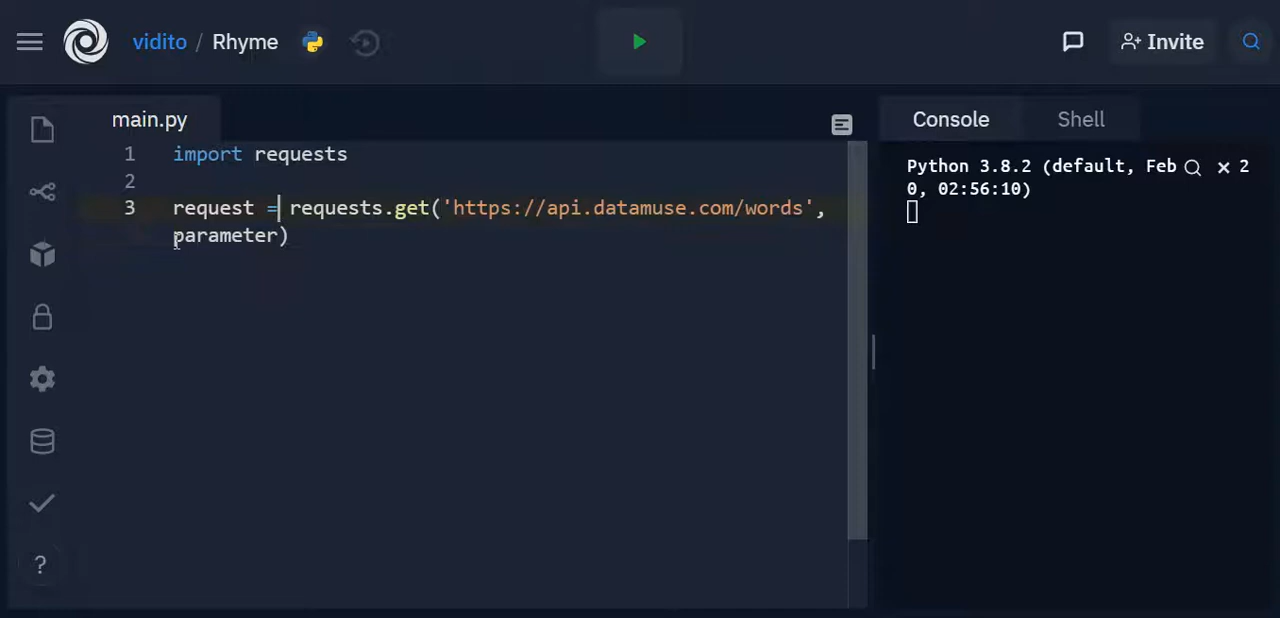 vidito / Rhyme
Invite
main.py
Console
Shell
1 import requests
2
3 request = requests.get('https://api.datamuse.com/words',
parameter)
Python 3.8.2 (default, Feb 2
0, 02:56:10)
?